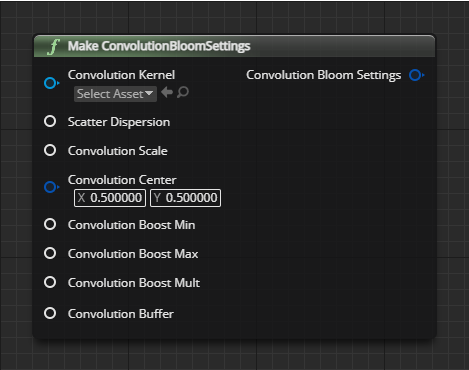 f Make ConvolutionBloomSettings
Convolution Kernel Convolution Bloom Settings
Select Asset
Scatter Dispersion
Convolution Scale
Convolution Center
X 0.500000 Y 0.500000
Convolution Boost Min
Convolution Boost Max
Convolution Boost Mult
Convolution Buffer